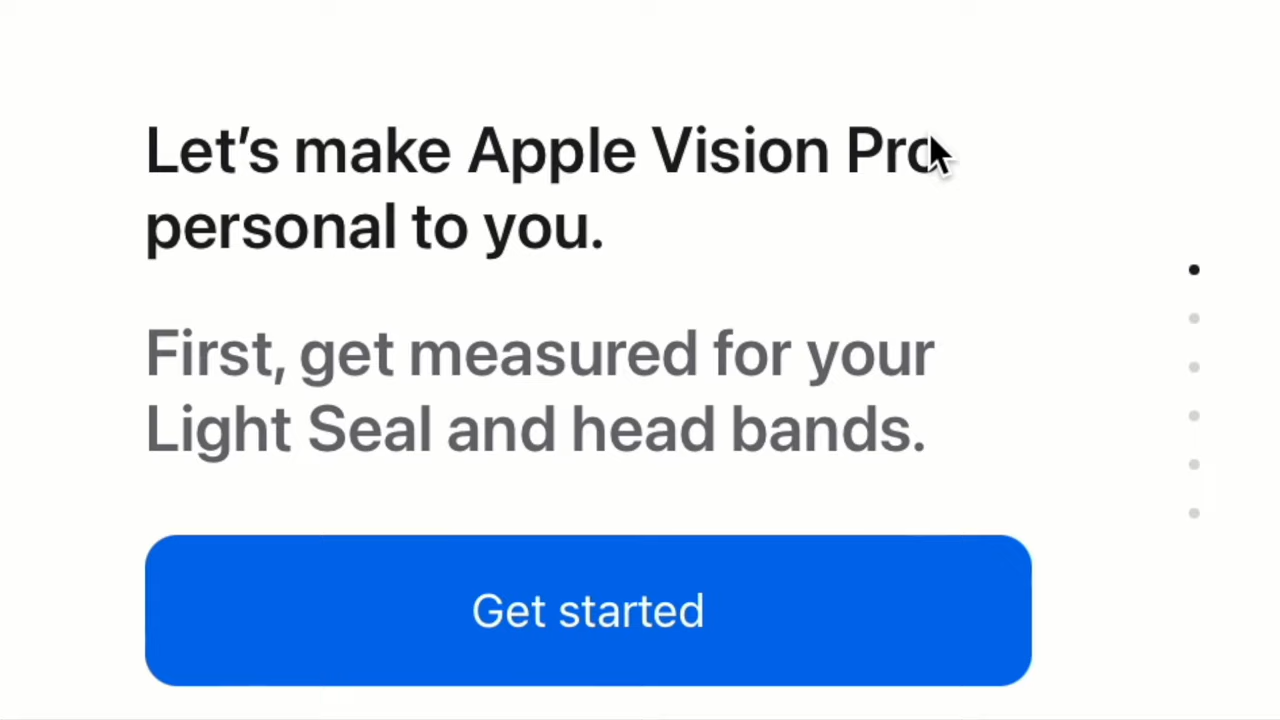 Let’s make Apple Vision Pro
personal to you.
First, get measured for your
Light Seal and head bands.
Get started